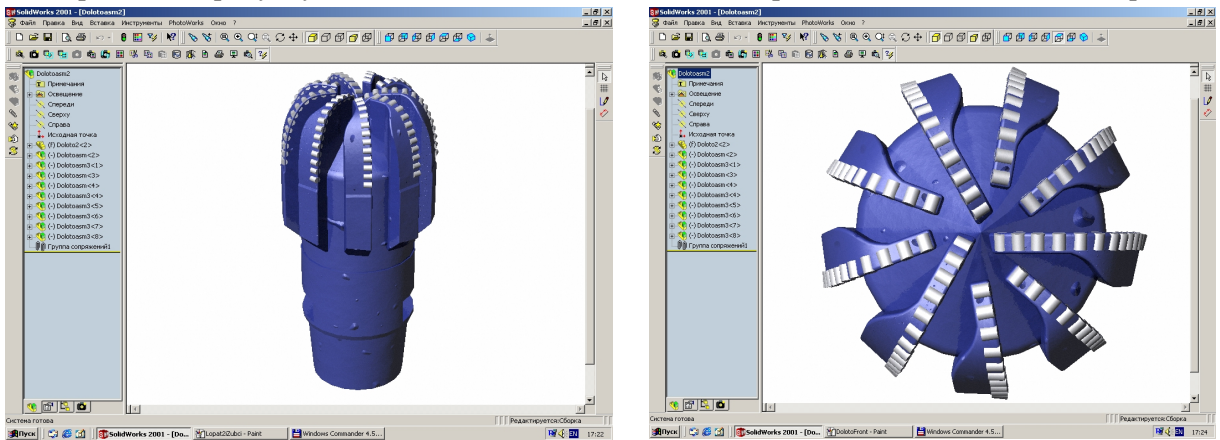 SolidWorks 2001 - [Dolotoasm2]
Файл Правка Вид Вставка Инструменты PhotoWorks Окно ?
Dolotoasm2
Примечания
Освещение
Спереди
Сверху
Справа
Исходная точка
(f) Doloto2<2>
(-) Dolotoasm<2>
(-) Dolotoasm3<1>
(-) Dolotoasm<3>
(-) Dolotoasm<4>
(-) Dolotoasm3<4>
(-) Dolotoasm3<5>
(-) Dolotoasm3<6>
(-) Dolotoasm3<7>
(-) Dolotoasm3<8>
Группа сопряжений1
Система готова
Редактируется:Сборка
Пуск
SolidWorks 2001 - [Do...
Lopat2iZubci - Paint
Windows Commander 4.5...
EN
17:22
SolidWorks 2001 - [Dolotoasm2]
Файл Правка Вид Вставка Инструменты PhotoWorks Окно ?
Dolotoasm2
Примечания
Освещение
Спереди
Сверху
Справа
Исходная точка
(f) Doloto2<2>
(-) Dolotoasm<2>
(-) Dolotoasm3<1>
(-) Dolotoasm<3>
(-) Dolotoasm<4>
(-) Dolotoasm3<4>
(-) Dolotoasm3<5>
(-) Dolotoasm3<6>
(-) Dolotoasm3<7>
(-) Dolotoasm3<8>
Группа сопряжений1
Система готова
Редактируется:Сборка
Пуск
SolidWorks 2001 - [Do...
DolotoFront - Paint
Windows Commander 4.5...
EN
17:24